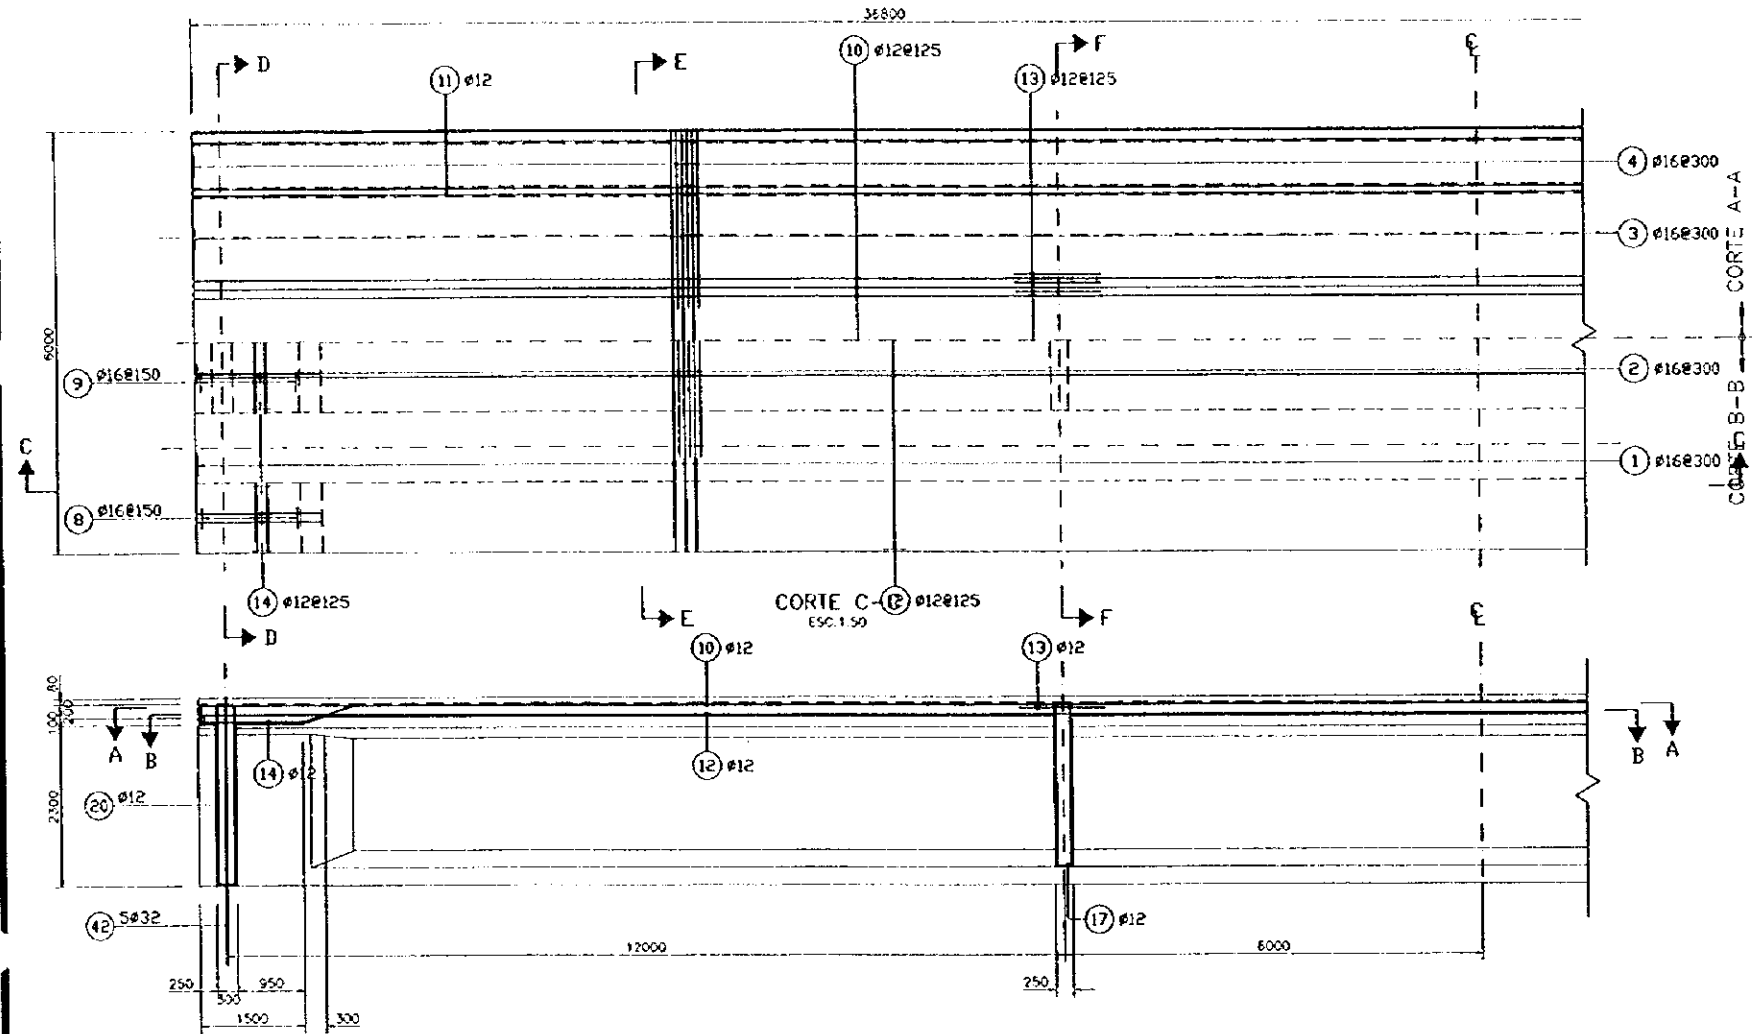 36800
D
E
F
℄
10 ø12@125
11 ø12
13 ø12@125
4 ø16@300
3 ø16@300
CORTE A-A
6000
9 ø16@150
2 ø16@300
CORTE B-B
C
C
1 ø16@300
8 ø16@150
14 ø12@125
D
E
CORTE C-
12 ø12@125
ESC.1:50
F
℄
10 ø12
13 ø12
80
200
100
A
B
14 ø12
12 ø12
B
A
2300
20 ø12
42 5ø32
17 ø12
12000
6000
250
300
950
250
1500
300